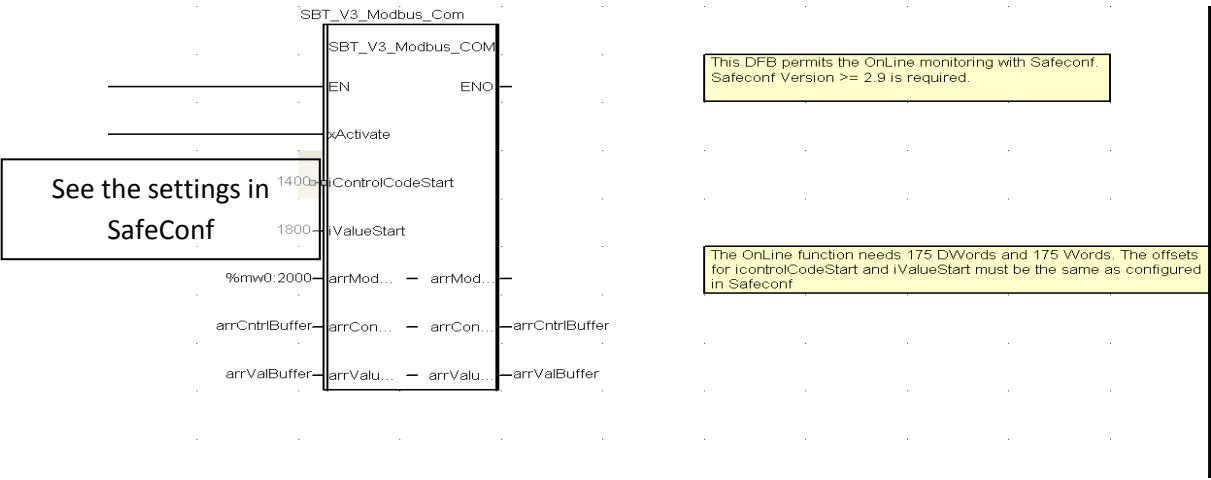 SBT_V3_Modbus_Com
SBT_V3_Modbus_COM
EN ENO
xActivate
1400 iControlCodeStart
1800 iValueStart
%mw0:2000 arrMod... arrMod...
arrCntrlBuffer arrCon... arrCon... arrCntrlBuffer
arrValBuffer arrValu... arrValu... arrValBuffer
See the settings in
SafeConf
This DFB permits the OnLine monitoring with Safeconf.
Safeconf Version >= 2.9 is required.
The OnLine function needs 175 DWords and 175 Words. The offsets
for icontrolCodeStart and iValueStart must be the same as configured
in Safeconf